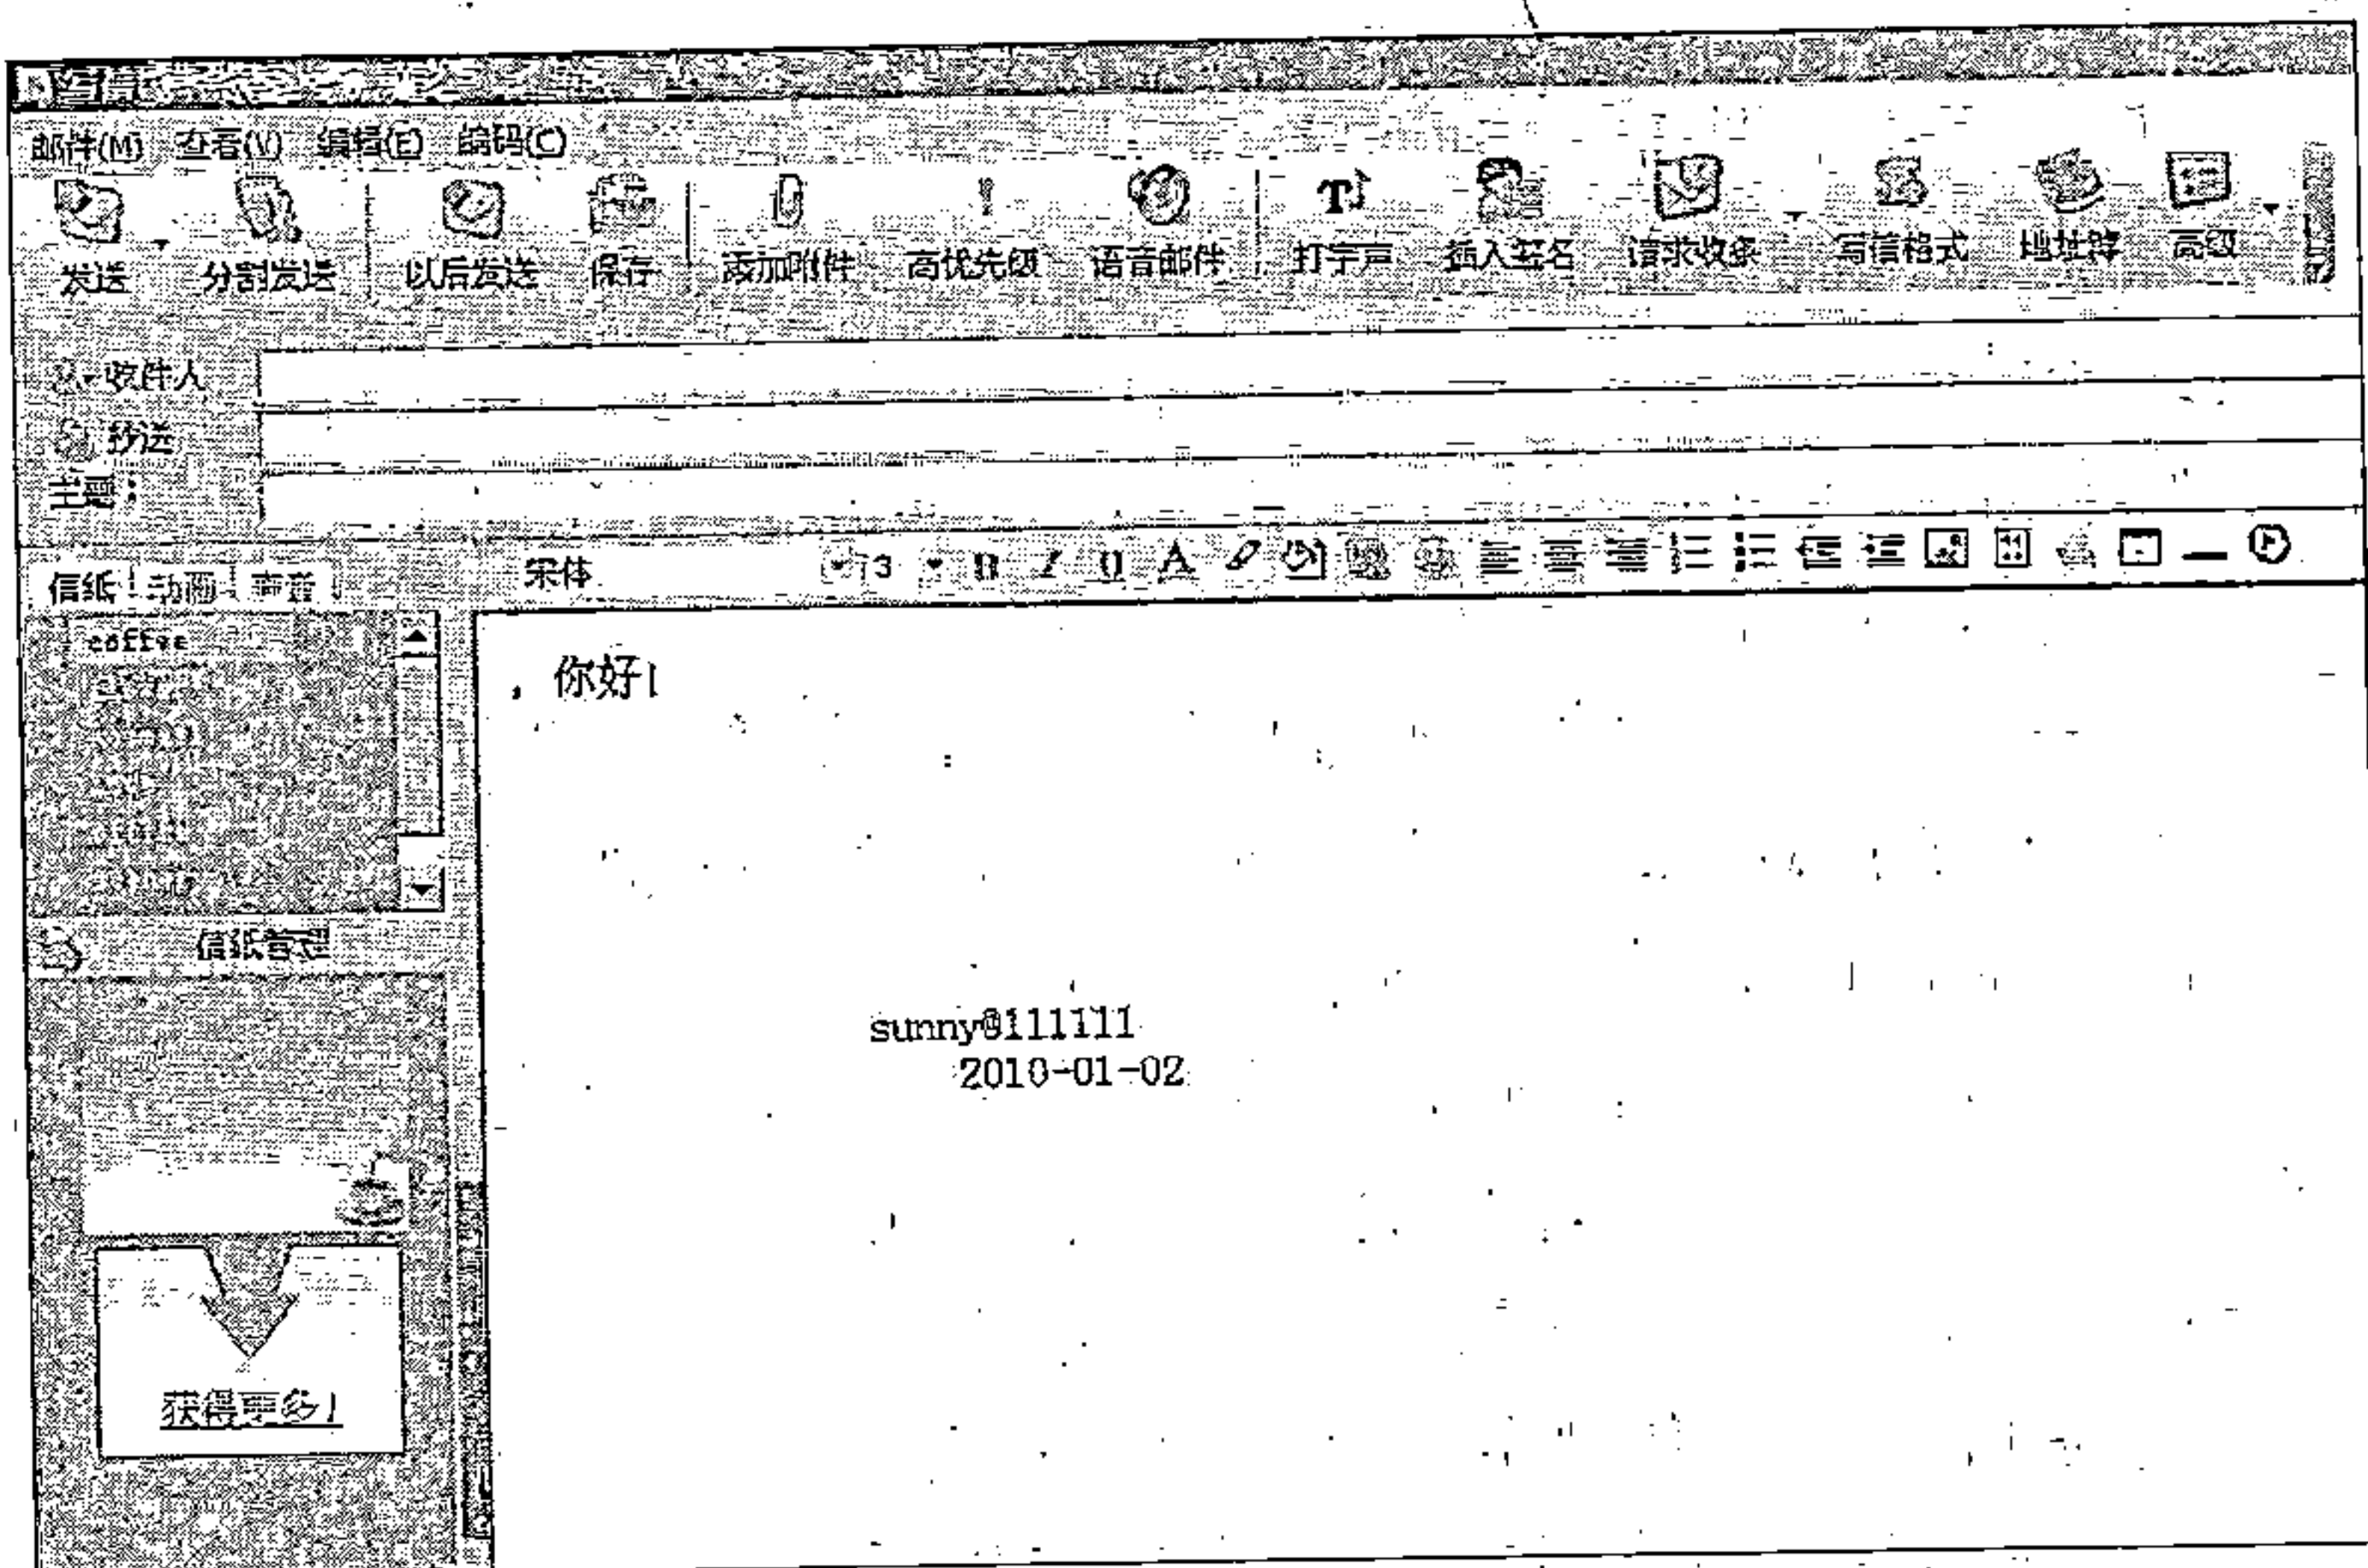 写信
邮件(M) 查看(V) 编辑(E) 编码(C)
发送 分割发送 以后发送 保存 添加附件 高优先级 语音邮件 打字声 插入签名 请求收条 写信格式 地址簿 高级
收件人
抄送
主题:
信纸 动画 声音 宋体 3 B I U A
coffee
你好!
信纸管理
sunny@111111
2010-01-02
获得更多!